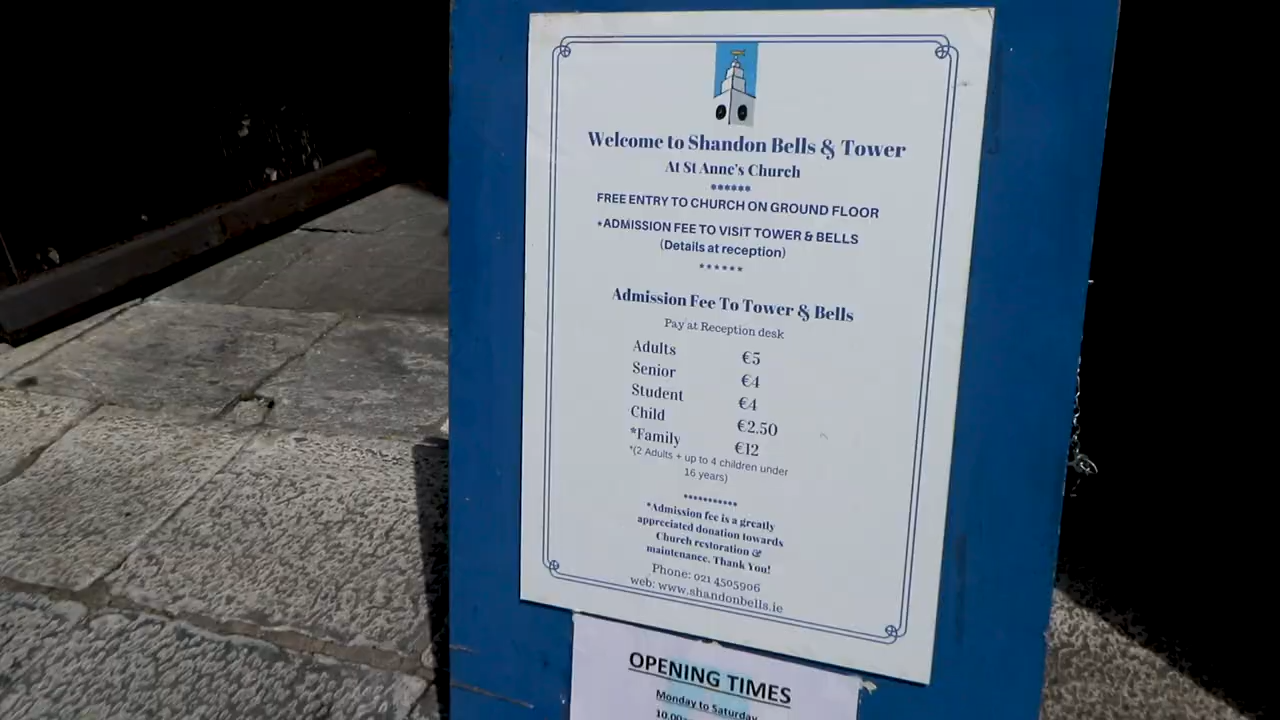 Welcome to Shandon Bells & Tower
At St Anne's Church
******
FREE ENTRY TO CHURCH ON GROUND FLOOR
*ADMISSION FEE TO VISIT TOWER & BELLS
(Details at reception)
******
Admission Fee To Tower & Bells
Pay at Reception desk
Adults €5
Senior €4
Student €4
Child €2.50
*Family €12
*(2 Adults + up to 4 children under
16 years)
***********
*Admission fee is a greatly
appreciated donation towards
Church restoration &
maintenance. Thank You!
Phone: 021 4505906
web: www.shandonbells.ie
OPENING TIMES
Monday to Saturday